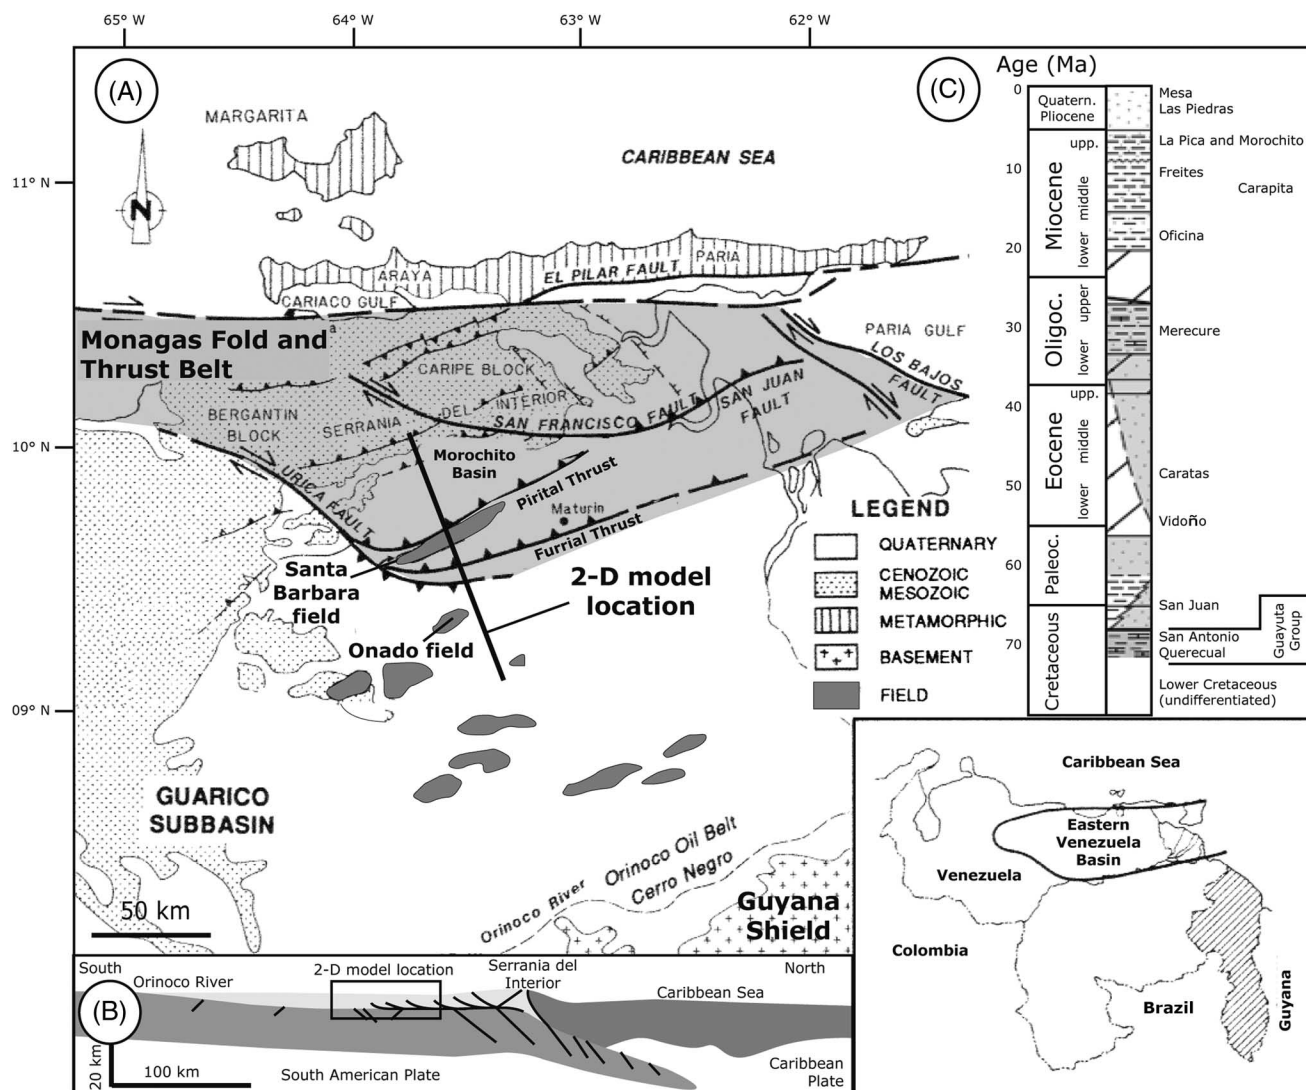 65° W
64° W
63° W
62° W
(A)
MARGARITA
CARIBBEAN SEA
N
11° N
10° N
09° N
ARAYA
EL PILAR FAULT
PARIA
CARIACO GULF
a
Monagas Fold and
Thrust Belt
PARIA GULF
LOS BAJOS
FAULT
CARIPE BLOCK
BERGANTIN
BLOCK
SERRANIA DEL INTERIOR
SAN FRANCISCO FAULT
SAN JUAN
FAULT
Morochito
Basin
URICA FAULT
Pirital Thrust
Maturin
Furrial Thrust
Santa
Barbara
field
2-D model
location
Onado field
LEGEND
QUATERNARY
CENOZOIC
MESOZOIC
METAMORPHIC
BASEMENT
FIELD
GUARICO
SUBBASIN
50 km
Orinoco River
Orinoco Oil Belt
Cerro Negro
Guyana
Shield
(C)
Age (Ma)
0
10
20
30
40
50
60
70
Quatern.
Pliocene
Miocene
upp.
middle
lower
Oligoc.
upper
lower
Eocene
upp.
middle
lower
Paleoc.
Cretaceous
Mesa
Las Piedras
La Pica and Morochito
Freites
Carapita
Oficina
Merecure
Caratas
Vidoño
San Juan
San Antonio
Querecual
Guayuta
Group
Lower Cretaceous
(undifferentiated)
Caribbean Sea
Eastern
Venezuela
Basin
Venezuela
Colombia
Brazil
Guyana
(B)
South
Orinoco River
2-D model location
Serrania del
Interior
North
Caribbean Sea
20 km
100 km
South American Plate
Caribbean
Plate